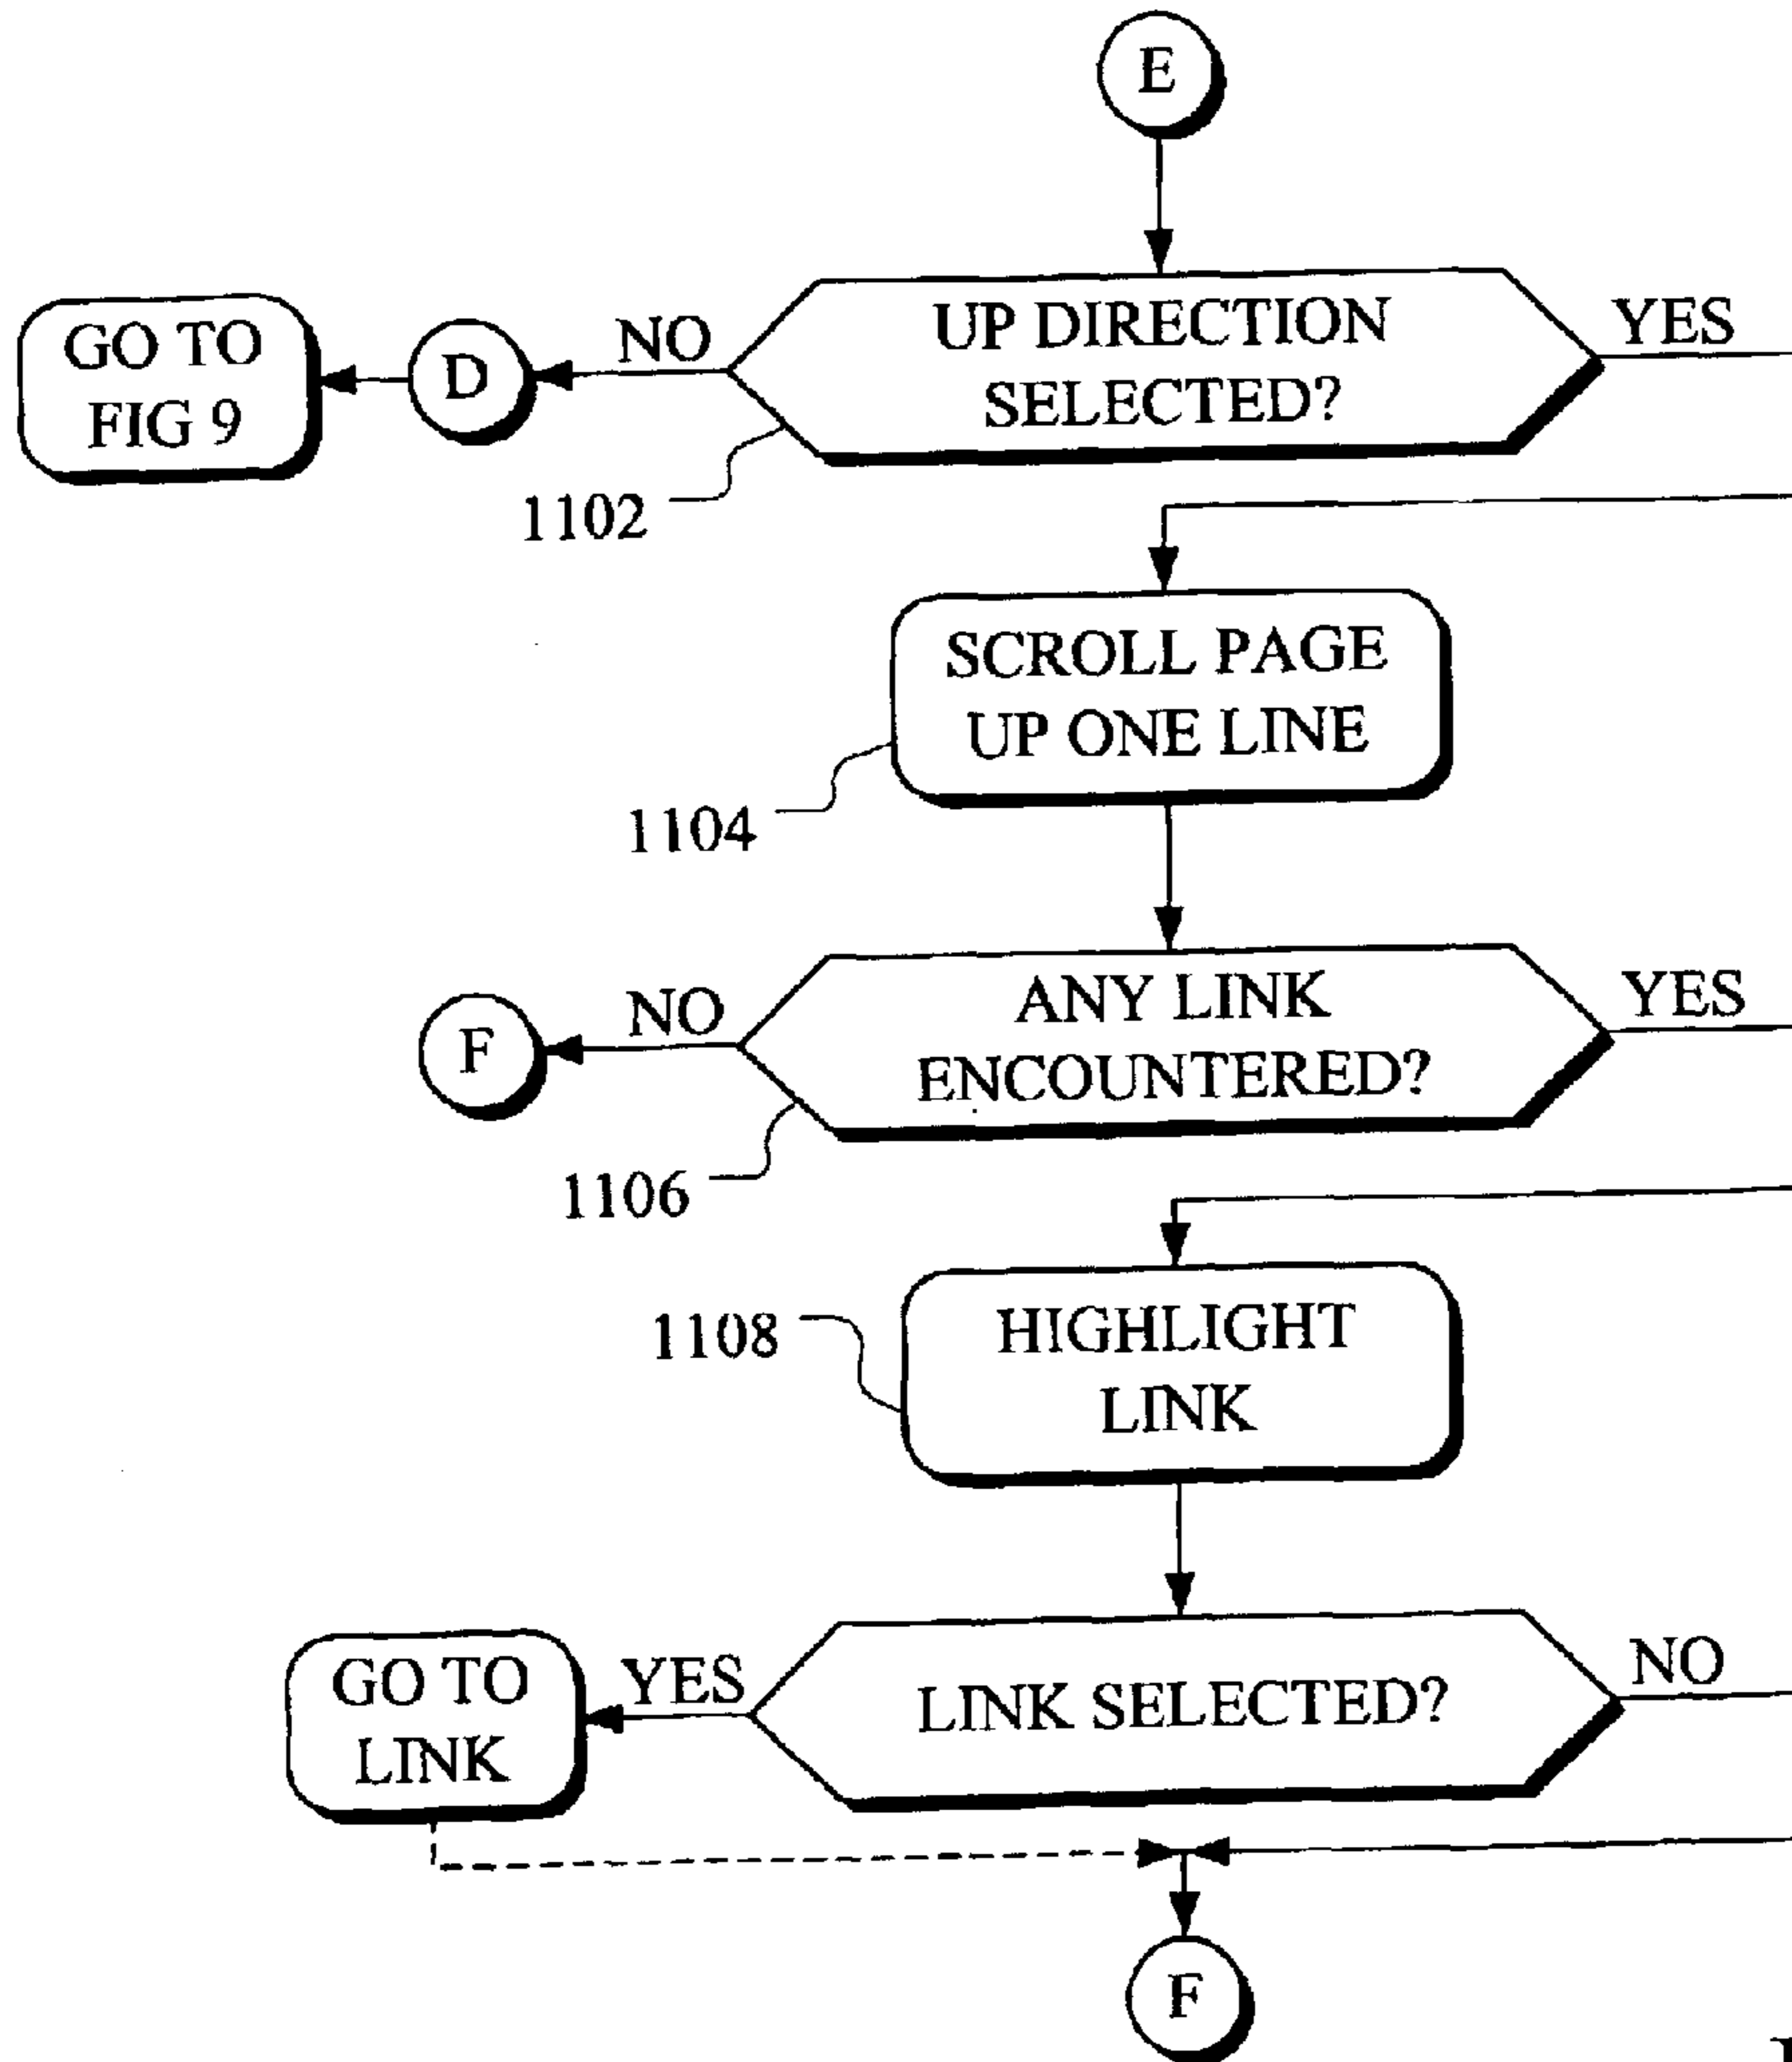 E
UP DIRECTION
SELECTED?
YES
NO
D
GO TO
FIG 9
1102
SCROLL PAGE
UP ONE LINE
1104
ANY LINK
ENCOUNTERED?
YES
NO
F
1106
HIGHLIGHT
LINK
1108
LINK SELECTED?
NO
YES
GO TO
LINK
F